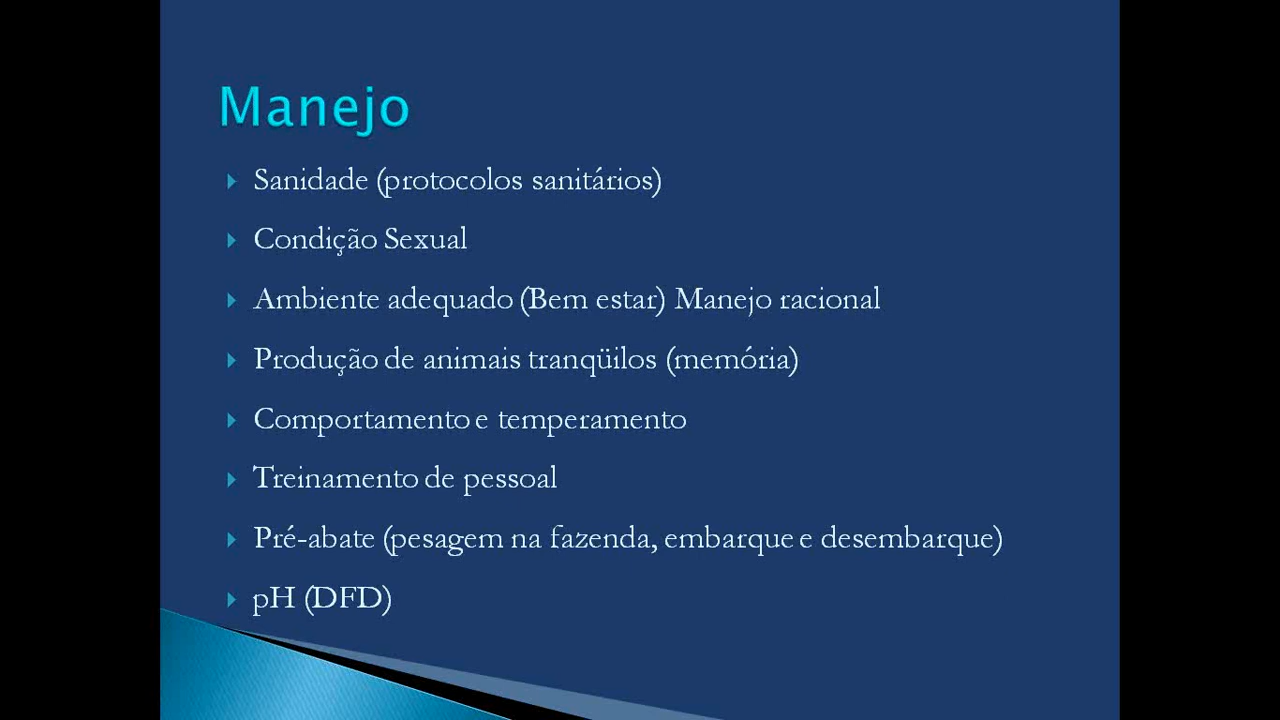 Manejo
Sanidade (protocolos sanitários)
Condição Sexual
Ambiente adequado (Bem estar) Manejo racional
Produção de animais tranqüilos (memória)
Comportamento e temperamento
Treinamento de pessoal
Pré-abate (pesagem na fazenda, embarque e desembarque)
pH (DFD)